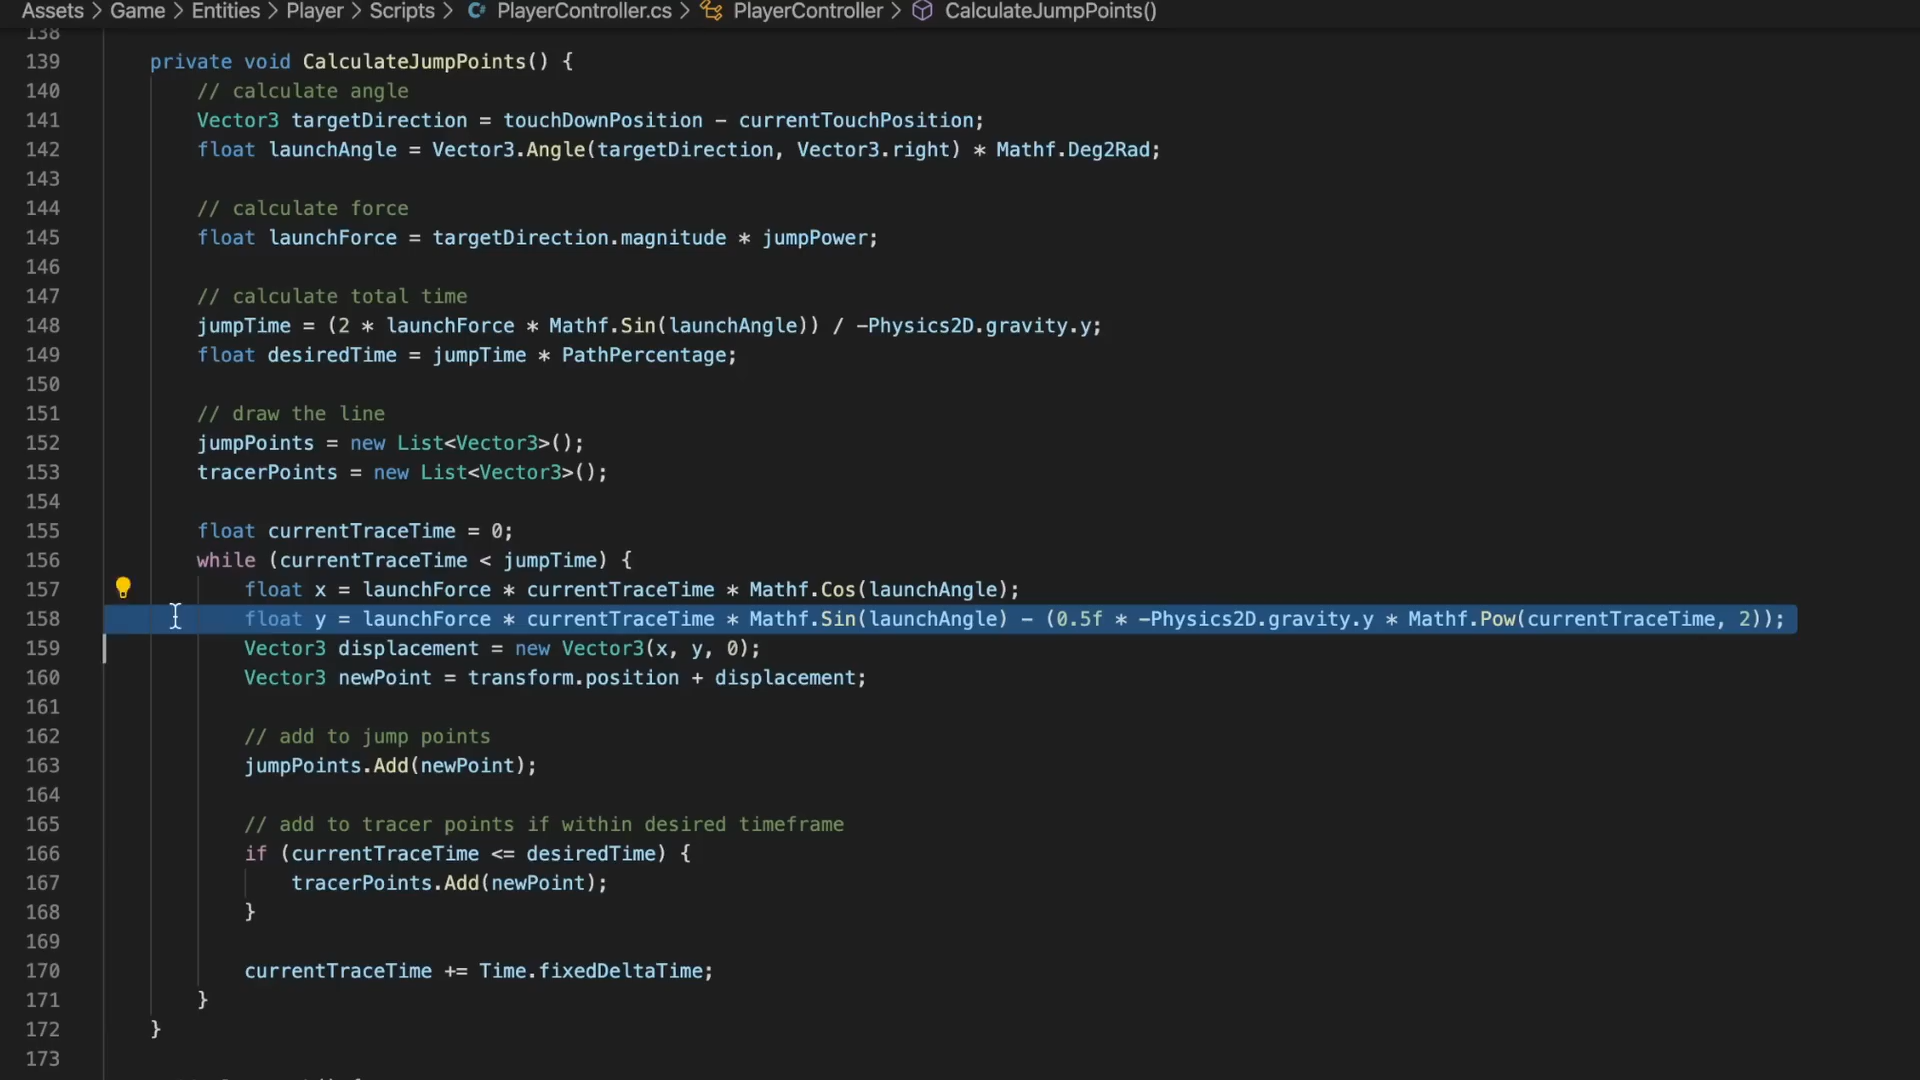 Assets > Game > Entities > Player > Scripts > PlayerController.cs > PlayerController > CalculateJumpPoints()
138
139 private void CalculateJumpPoints() {
140 // calculate angle
141 Vector3 targetDirection = touchDownPosition - currentTouchPosition;
142 float launchAngle = Vector3.Angle(targetDirection, Vector3.right) * Mathf.Deg2Rad;
143
144 // calculate force
145 float launchForce = targetDirection.magnitude * jumpPower;
146
147 // calculate total time
148 jumpTime = (2 * launchForce * Mathf.Sin(launchAngle)) / -Physics2D.gravity.y;
149 float desiredTime = jumpTime * PathPercentage;
150
151 // draw the line
152 jumpPoints = new List<Vector3>();
153 tracerPoints = new List<Vector3>();
154
155 float currentTraceTime = 0;
156 while (currentTraceTime < jumpTime) {
157 float x = launchForce * currentTraceTime * Mathf.Cos(launchAngle);
158 float y = launchForce * currentTraceTime * Mathf.Sin(launchAngle) - (0.5f * -Physics2D.gravity.y * Mathf.Pow(currentTraceTime, 2));
159 Vector3 displacement = new Vector3(x, y, 0);
160 Vector3 newPoint = transform.position + displacement;
161
162 // add to jump points
163 jumpPoints.Add(newPoint);
164
165 // add to tracer points if within desired timeframe
166 if (currentTraceTime <= desiredTime) {
167 tracerPoints.Add(newPoint);
168 }
169
170 currentTraceTime += Time.fixedDeltaTime;
171 }
172 }
173